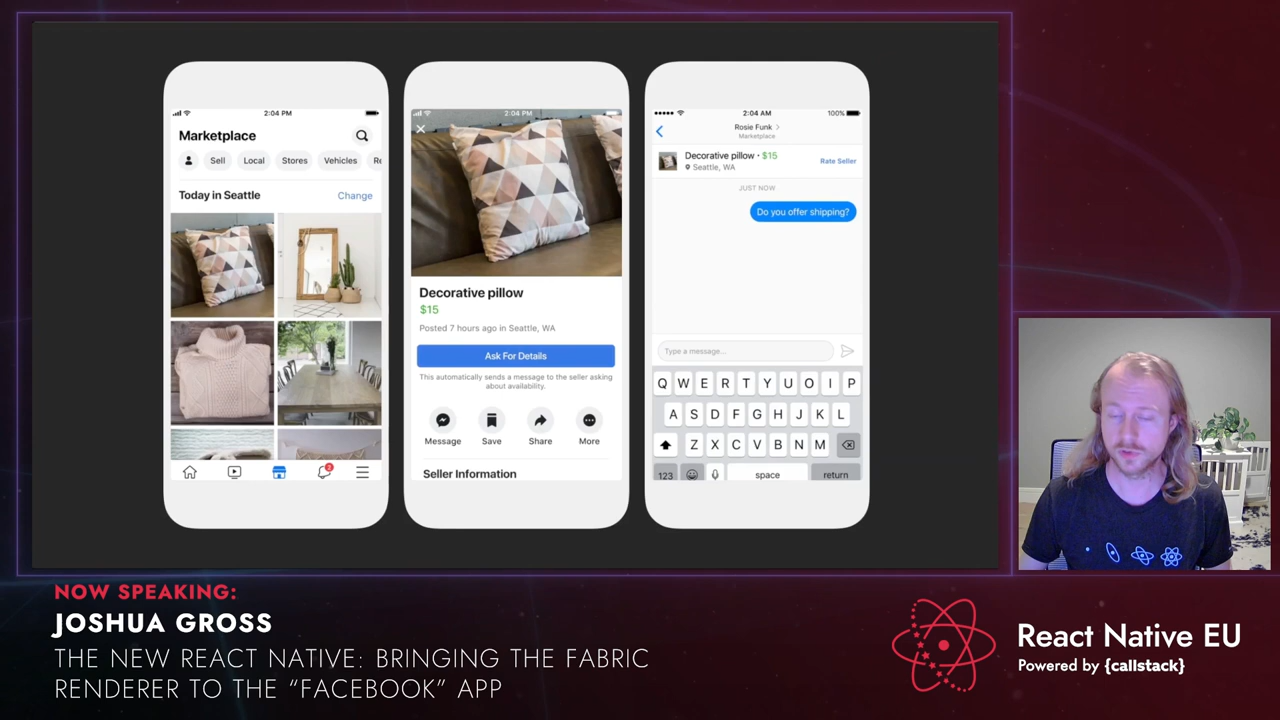 2:04 PM
Marketplace
Sell Local Stores Vehicles Re
Today in Seattle Change
2
2:04 PM
Decorative pillow
$15
Posted 7 hours ago in Seattle, WA
Ask For Details
This automatically sends a message to the seller asking
about availability.
Message Save Share More
Seller Information
2:04 AM 100%
Rosie Funk
Marketplace
Decorative pillow · $15
Seattle, WA
Rate Seller
JUST NOW
Do you offer shipping?
Type a message...
Q W E R T Y U O I P
A S D F G H J K L
Z X C V B N M
123 space return
NOW SPEAKING:
JOSHUA GROSS
THE NEW REACT NATIVE: BRINGING THE FABRIC
RENDERER TO THE “FACEBOOK” APP
React Native EU
Powered by {callstack}